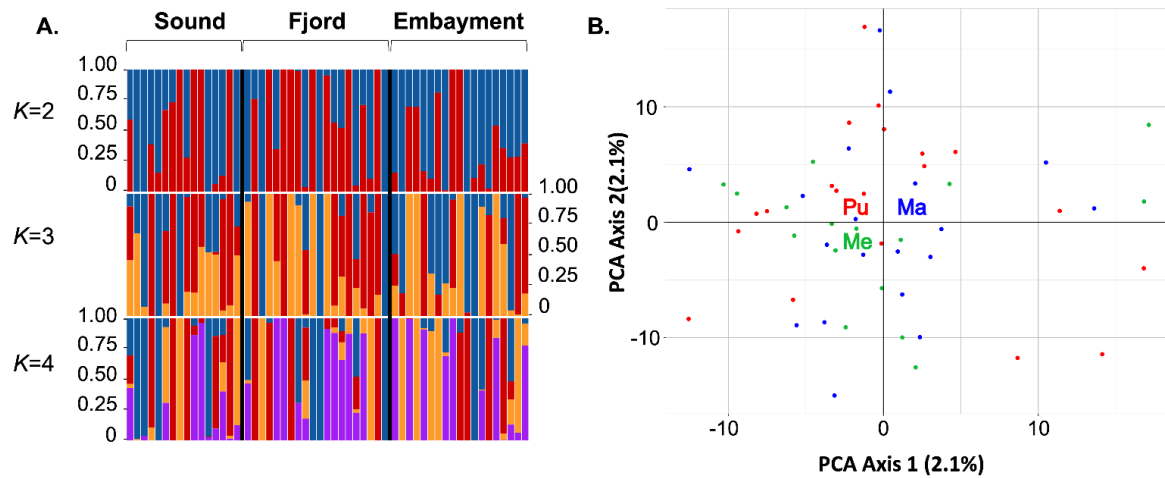 A.
Sound Fjord Embayment
K=2
1.00
0.75
0.50
0.25
0
K=3
1.00
0.75
0.50
0.25
0
K=4
1.00
0.75
0.50
0.25
0
B.
PCA Axis 2(2.1%)
10
0
-10
Pu
Ma
Me
-10 0 10
PCA Axis 1 (2.1%)